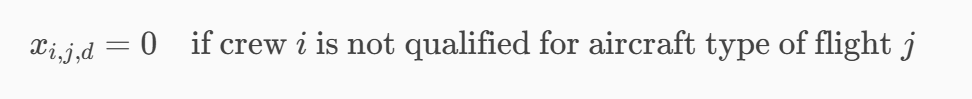 x_{i,j,d} = 0 if crew i is not qualified for aircraft type of flight j